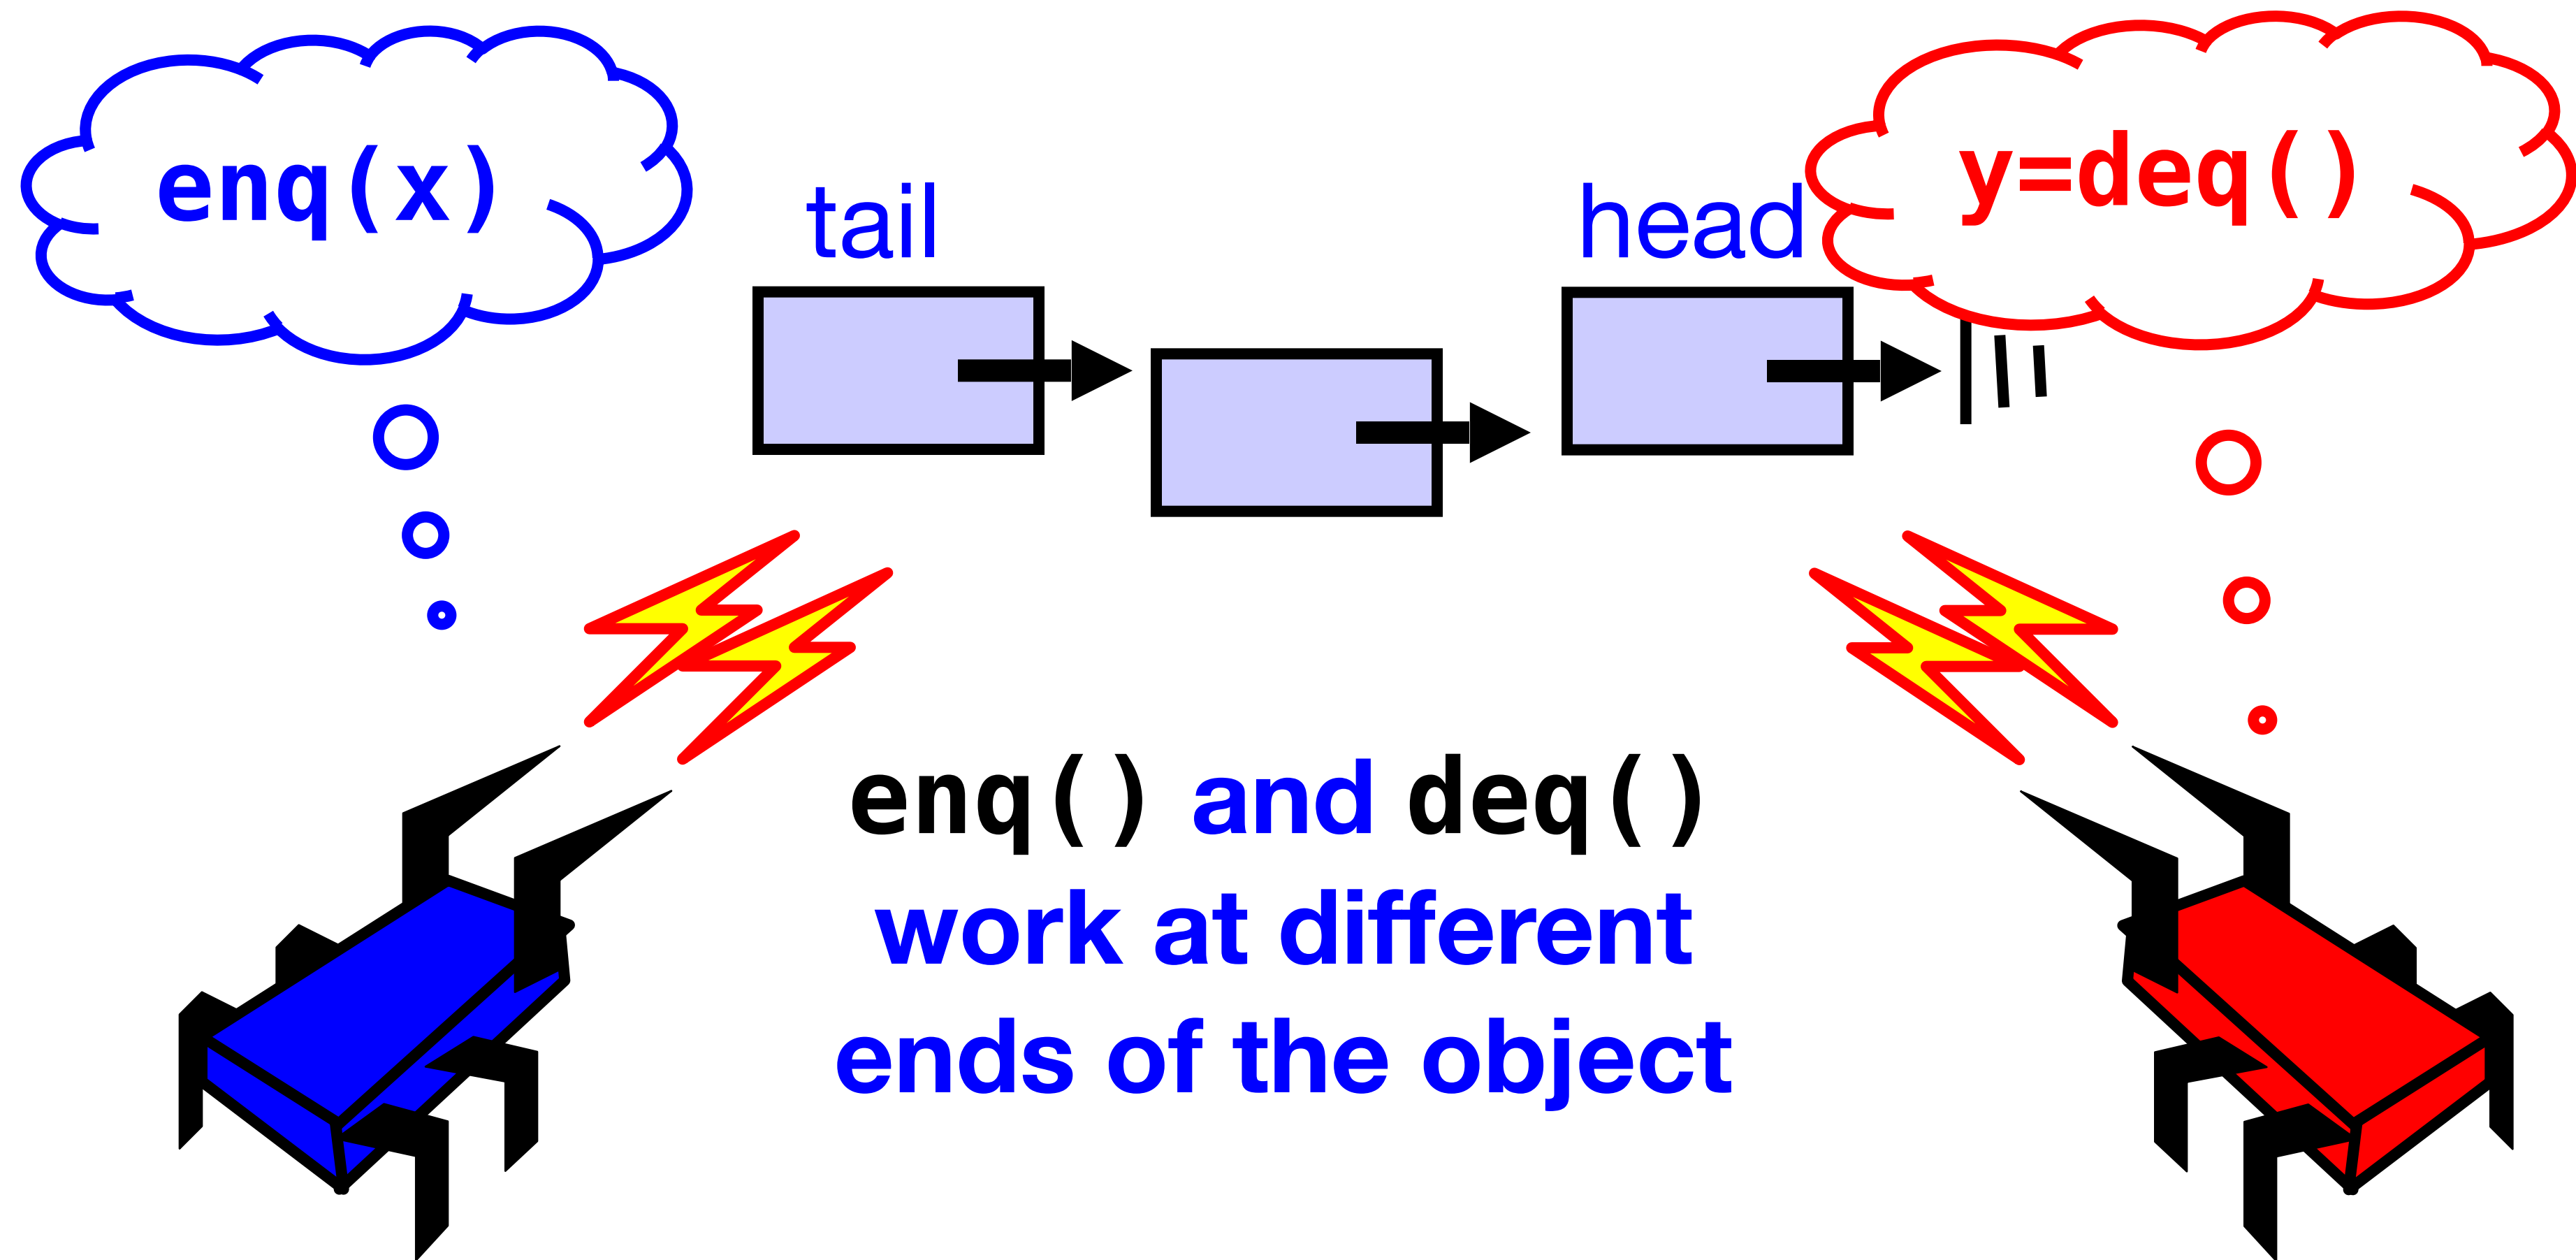 enq(x)
tail
head
y=deq()
enq() and deq()
work at different
ends of the object